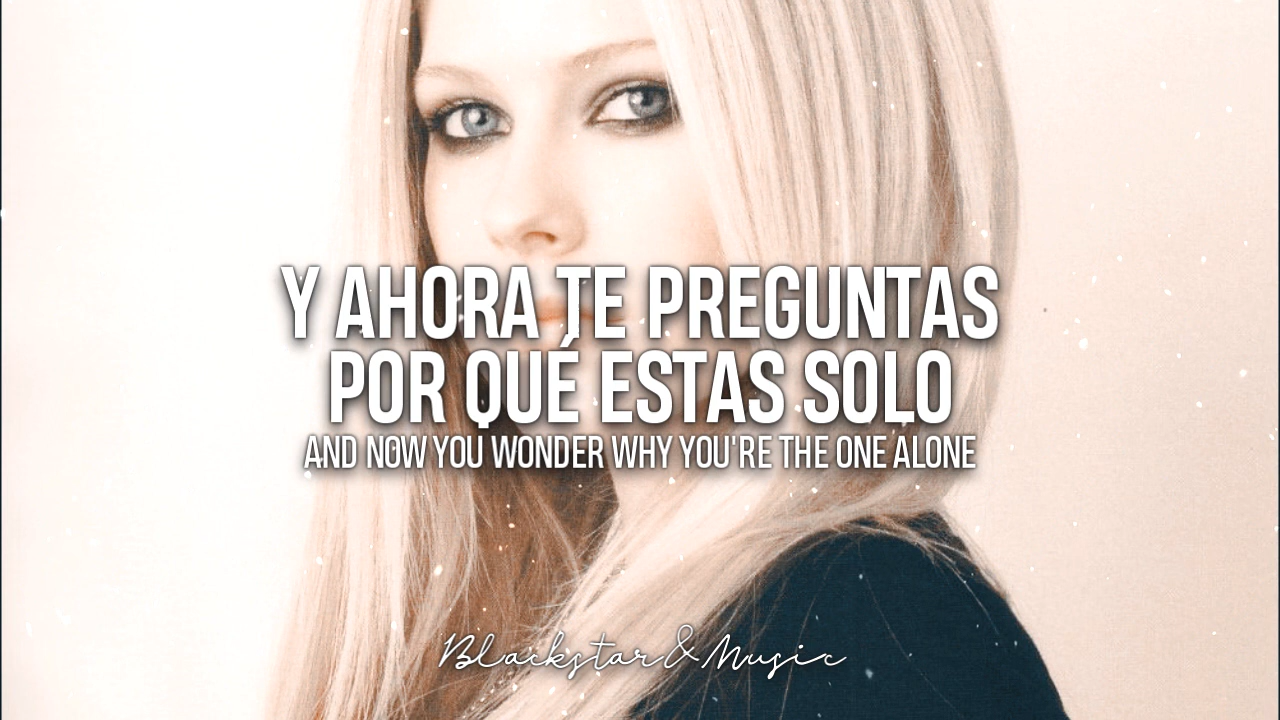 Y AHORA TE PREGUNTAS
POR QUÉ ESTAS SOLO
AND NOW YOU WONDER WHY YOU'RE THE ONE ALONE
Blackstar&Music